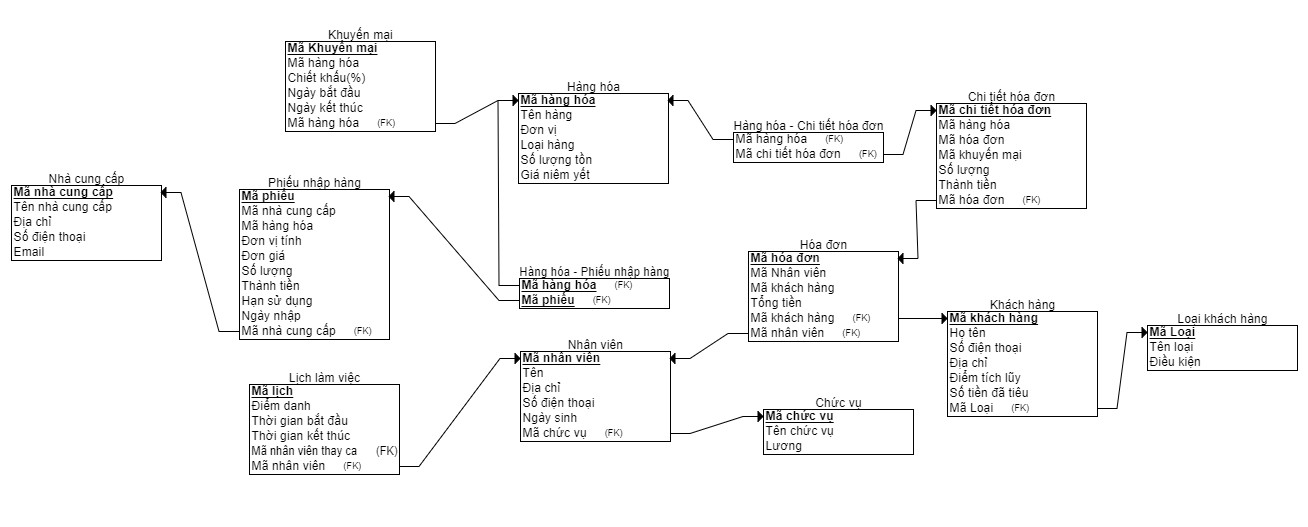 Khuyến mại
Mã Khuyến mại
Mã hàng hóa
Chiết khấu(%)
Ngày bắt đầu
Ngày kết thúc
Mã hàng hóa (FK)
Hàng hóa
Mã hàng hóa
Tên hàng
Đơn vị
Loại hàng
Số lượng tồn
Giá niêm yết
Hàng hóa - Chi tiết hóa đơn
Mã hàng hóa (FK)
Mã chi tiết hóa đơn (FK)
Chi tiết hóa đơn
Mã chi tiết hóa đơn
Mã hàng hóa
Mã hóa đơn
Mã khuyến mại
Số lượng
Thành tiền
Mã hóa đơn (FK)
Nhà cung cấp
Mã nhà cung cấp
Tên nhà cung cấp
Địa chỉ
Số điện thoại
Email
Phiếu nhập hàng
Mã phiếu
Mã nhà cung cấp
Mã hàng hóa
Đơn vị tính
Đơn giá
Số lượng
Thành tiền
Hạn sử dụng
Ngày nhập
Mã nhà cung cấp (FK)
Hàng hóa - Phiếu nhập hàng
Mã hàng hóa (FK)
Mã phiếu (FK)
Hóa đơn
Mã hóa đơn
Mã Nhân viên
Mã khách hàng
Tổng tiền
Mã khách hàng (FK)
Mã nhân viên (FK)
Khách hàng
Mã khách hàng
Họ tên
Số điện thoại
Địa chỉ
Điểm tích lũy
Số tiền đã tiêu
Mã Loại (FK)
Loại khách hàng
Mã Loại
Tên loại
Điều kiện
Lịch làm việc
Mã lịch
Điểm danh
Thời gian bắt đầu
Thời gian kết thúc
Mã nhân viên thay ca (FK)
Mã nhân viên (FK)
Nhân viên
Mã nhân viên
Tên
Địa chỉ
Số điện thoại
Ngày sinh
Mã chức vụ (FK)
Chức vụ
Mã chức vụ
Tên chức vụ
Lương